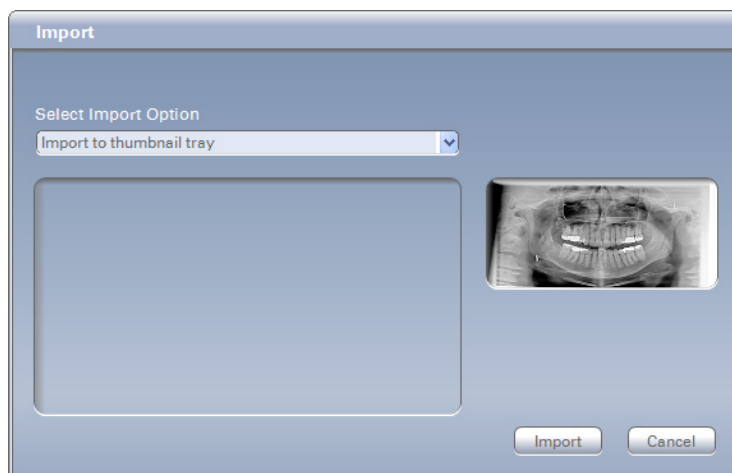 Import
Select Import Option
Import to thumbnail tray
Import
Cancel